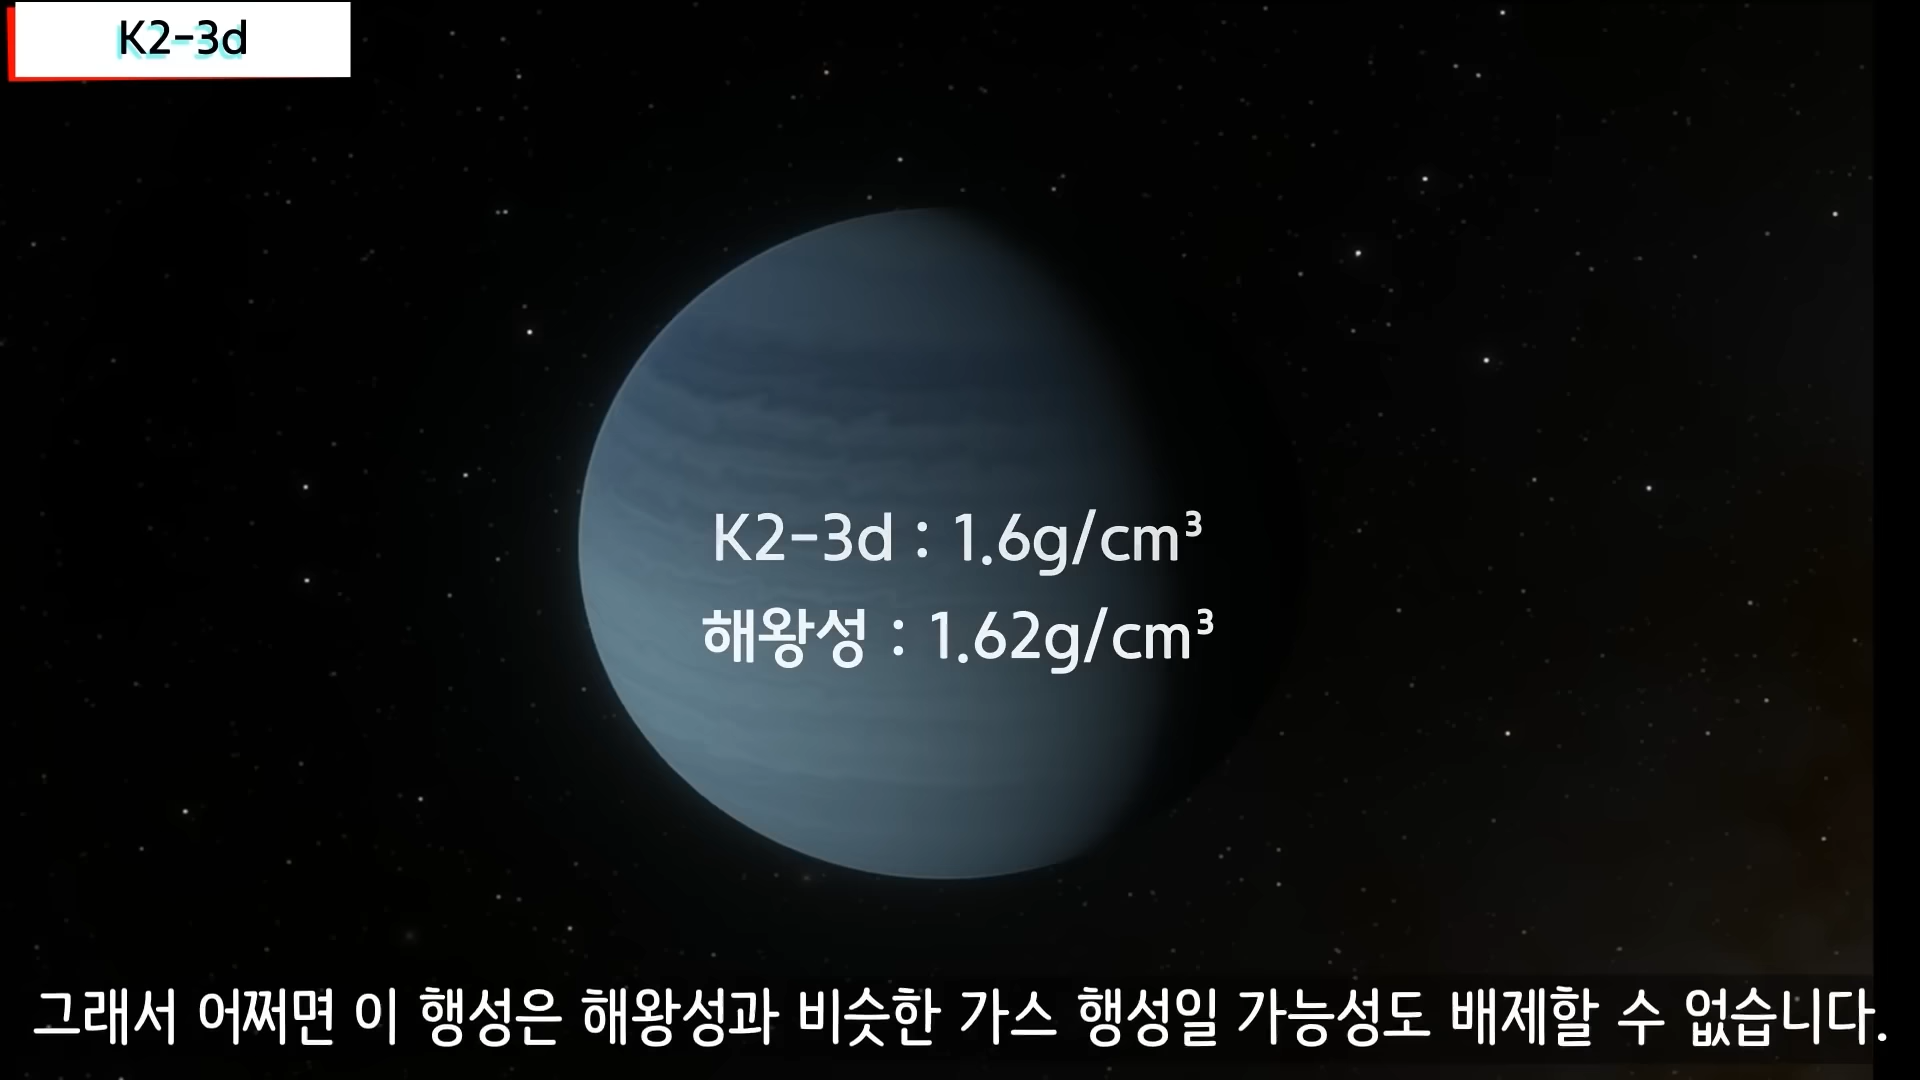 K2-3d
K2-3d : 1.6g/cm³
해왕성 : 1.62g/cm³
그래서 어쩌면 이 행성은 해왕성과 비슷한 가스 행성일 가능성도 배제할 수 없습니다.